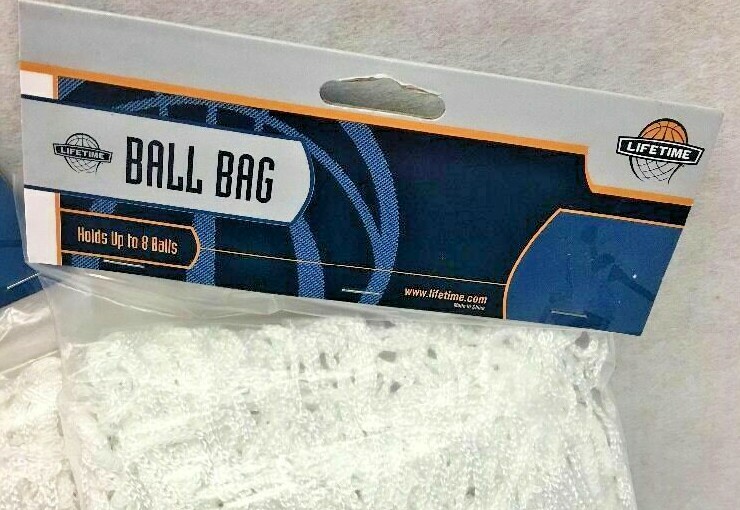 LIFETIME
BALL BAG
LIFETIME
Holds Up to 8 Balls
www.lifetime.com
Made in China